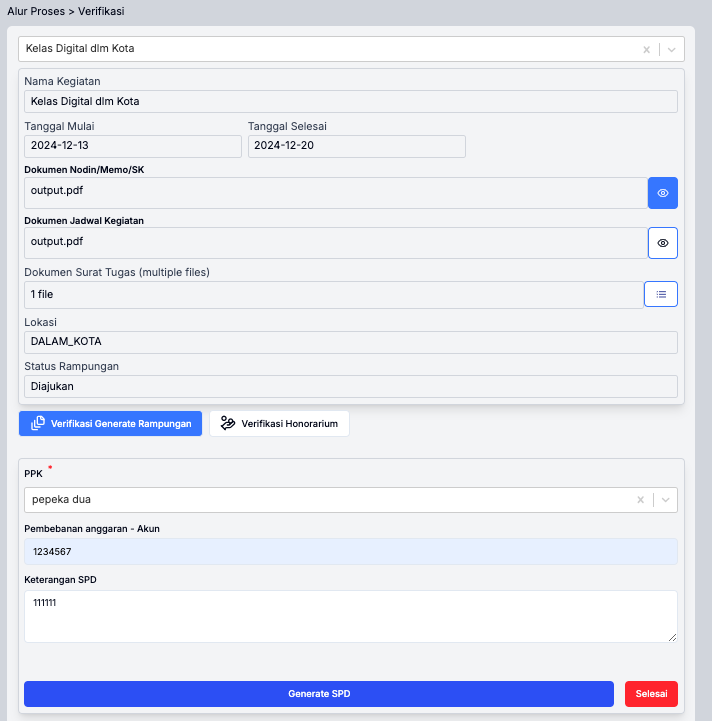 Alur Proses > Verifikasi
Kelas Digital dlm Kota
Nama Kegiatan
Kelas Digital dlm Kota
Tanggal Mulai Tanggal Selesai
2024-12-13 2024-12-20
Dokumen Nodin/Memo/SK
output.pdf
Dokumen Jadwal Kegiatan
output.pdf
Dokumen Surat Tugas (multiple files)
1 file
Lokasi
DALAM_KOTA
Status Rampungan
Diajukan
Verifikasi Generate Rampungan Verifikasi Honorarium
PPK *
pepeka dua
Pembebanan anggaran - Akun
1234567
Keterangan SPD
111111
Generate SPD Selesai